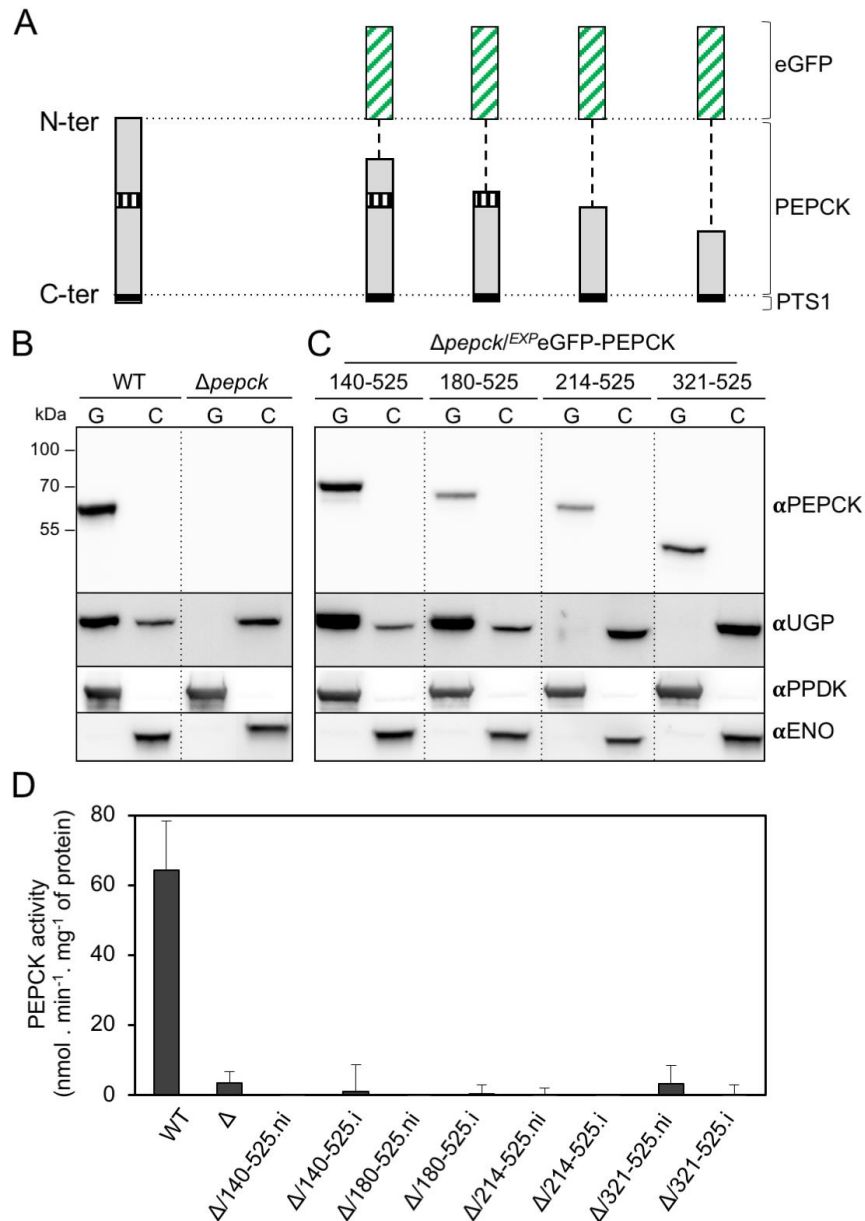 A
eGFP
N-ter
PEPCK
C-ter
PTS1
B
C
Δpepck/EXPeGFP-PEPCK
WT
Δpepck
140-525
180-525
214-525
321-525
kDa
G C G C
G C G C G C G C
100
70
55
αPEPCK
αUGP
αPPDK
αENO
D
PEPCK activity
(nmol . min-1. mg-1 of protein)
80
60
40
20
0
WT
Δ
Δ/140-525.ni
Δ/140-525.i
Δ/180-525.ni
Δ/180-525.i
Δ/214-525.ni
Δ/214-525.i
Δ/321-525.ni
Δ/321-525.i